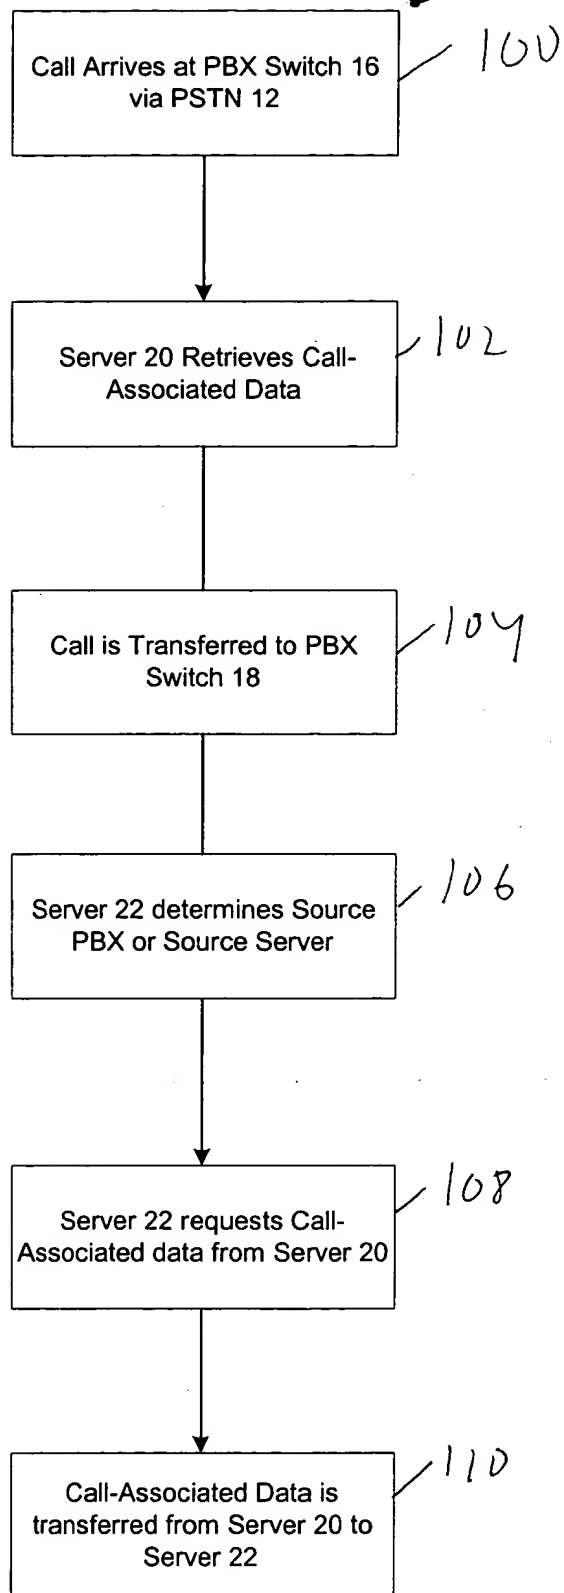 Call Arrives at PBX Switch 16
via PSTN 12
100
Server 20 Retrieves Call-
Associated Data
102
Call is Transferred to PBX
Switch 18
104
Server 22 determines Source
PBX or Source Server
106
Server 22 requests Call-
Associated data from Server 20
108
Call-Associated Data is
transferred from Server 20 to
Server 22
110